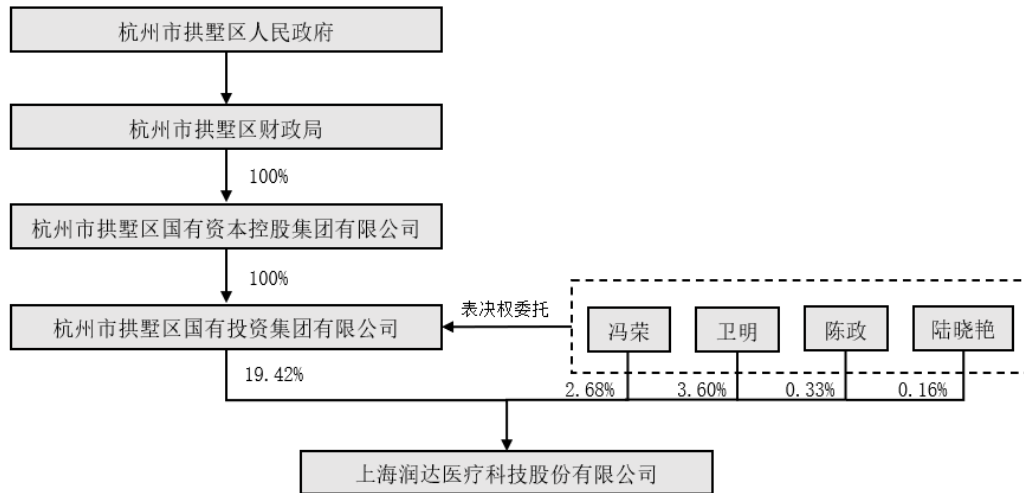 杭州市拱墅区人民政府
杭州市拱墅区财政局
100%
杭州市拱墅区国有资本控股集团有限公司
100%
杭州市拱墅区国有投资集团有限公司
表决权委托
冯荣
卫明
陈政
陆晓艳
19.42%
2.68%
3.60%
0.33%
0.16%
上海润达医疗科技股份有限公司